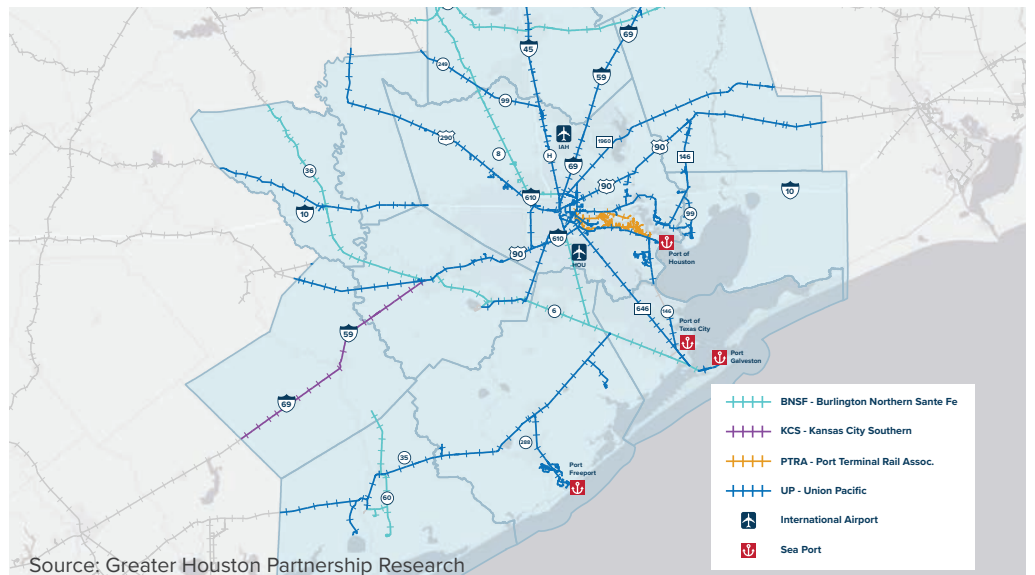 45
69
249
59
99
290
1960
IAH
8
H
90
146
69
36
90
10
610
10
99
610
90
HOU
Port of
Houston
6
646
146
Port of
Texas City
59
Port
Galveston
69
BNSF - Burlington Northern Sante Fe
KCS - Kansas City Southern
288
35
PTRA - Port Terminal Rail Assoc.
Port
Freeport
UP - Union Pacific
60
International Airport
Sea Port
Source: Greater Houston Partnership Research